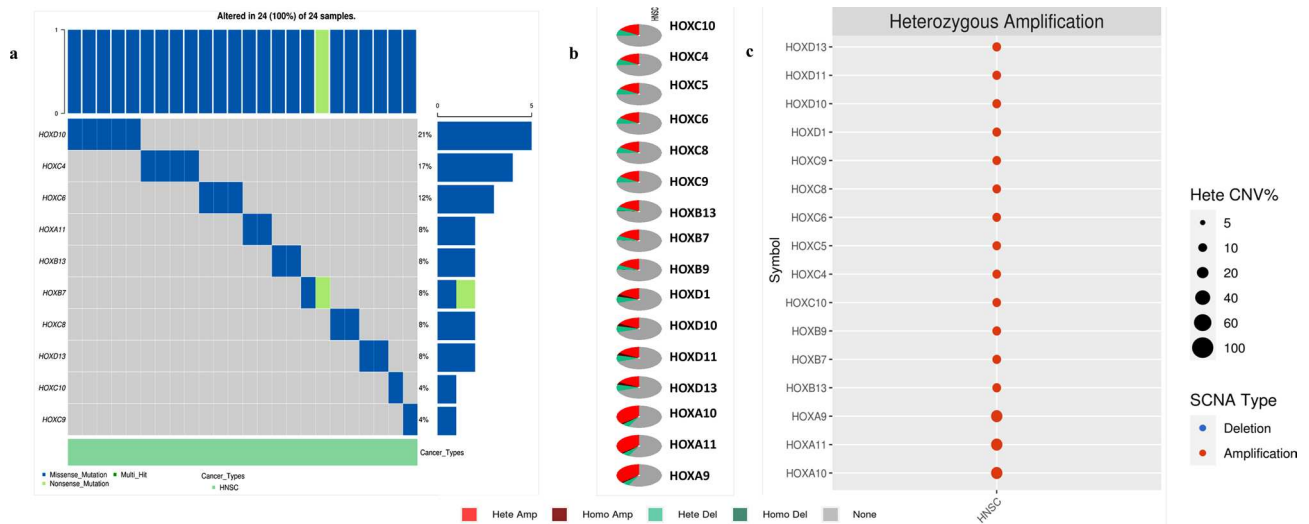 a
Altered in 24 (100%) of 24 samples.
1
0
0
5
HOXD10
21%
HOXC4
17%
HOXC6
12%
HOXA11
8%
HOXB13
8%
HOXB7
8%
HOXC8
8%
HOXD13
8%
HOXC10
4%
HOXC9
4%
Cancer_Types
Missense_Mutation
Multi_Hit
Nonsense_Mutation
Cancer_Types
HNSC
b
HNSC
HOXC10
HOXC4
HOXC5
HOXC6
HOXC8
HOXC9
HOXB13
HOXB7
HOXB9
HOXD1
HOXD10
HOXD11
HOXD13
HOXA10
HOXA11
HOXA9
Hete Amp
Homo Amp
Hete Del
Homo Del
None
c
Heterozygous Amplification
Symbol
HOXD13
HOXD11
HOXD10
HOXD1
HOXC9
HOXC8
HOXC6
HOXC5
HOXC4
HOXC10
HOXB9
HOXB7
HOXB13
HOXA9
HOXA11
HOXA10
HNSC
Hete CNV%
5
10
20
40
60
100
SCNA Type
Deletion
Amplification